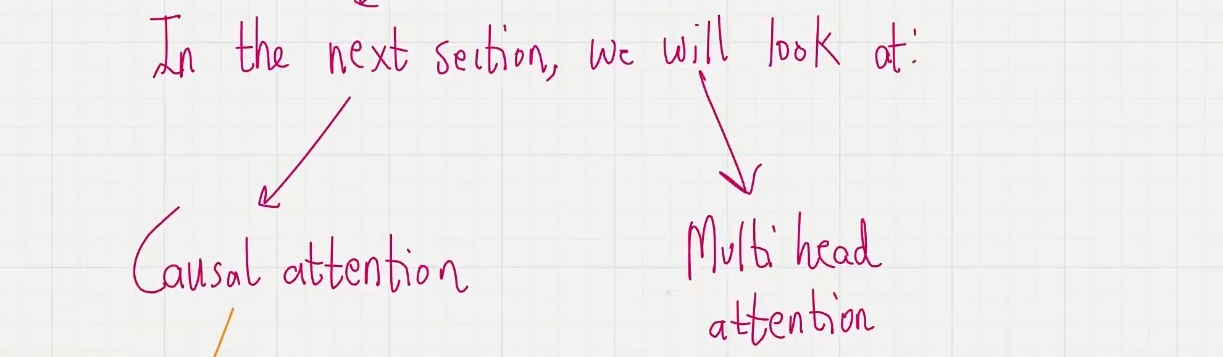 In the next section, we will look at:
Causal attention
Multi head
attention